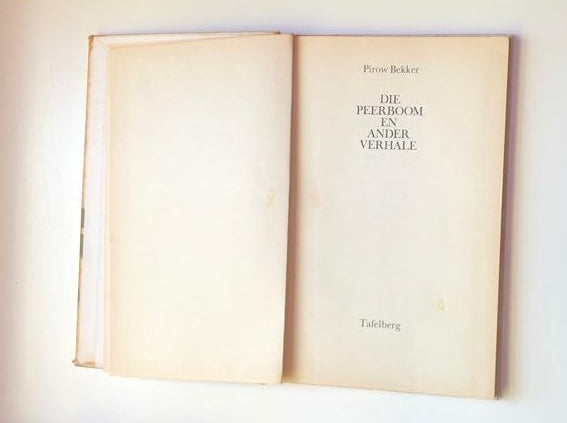 Pirow Bekker
DIE
PEERBOOM
EN
ANDER
VERHALE
Tafelberg